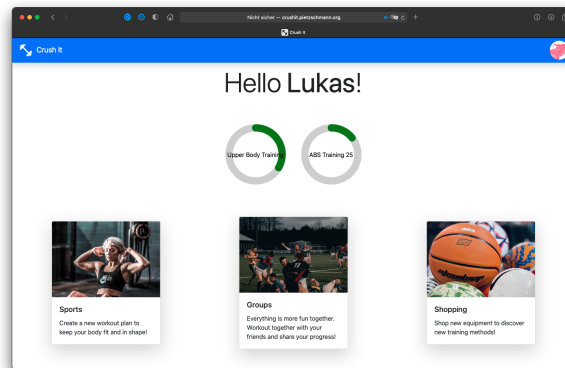 Nicht sicher — crushit.pietzschmann.org
Crush It
Crush It
Hello Lukas!
Upper Body Training
ABS Training 25
Sports
Create a new workout plan to
keep your body fit and in shape!
Groups
Everything is more fun together.
Workout together with your
friends and share your progress!
Shopping
Shop new equipment to discover
new training methods!